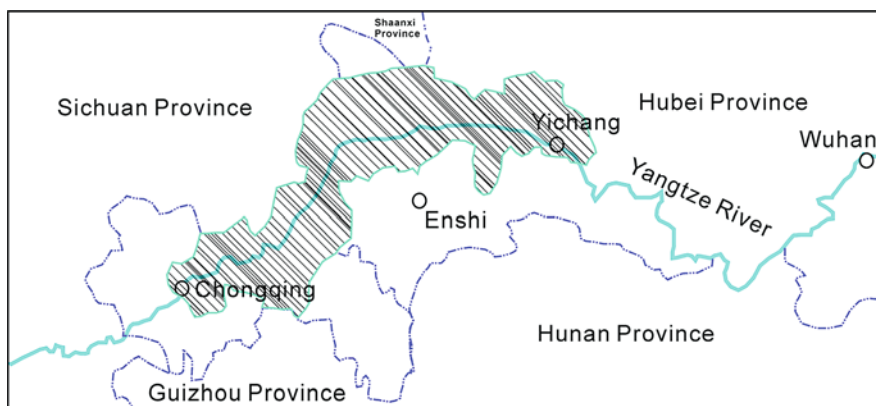 Shaanxi
Province
Sichuan Province
Hubei Province
Yichang
Wuhan
Yangtze River
Enshi
Chongqing
Hunan Province
Guizhou Province